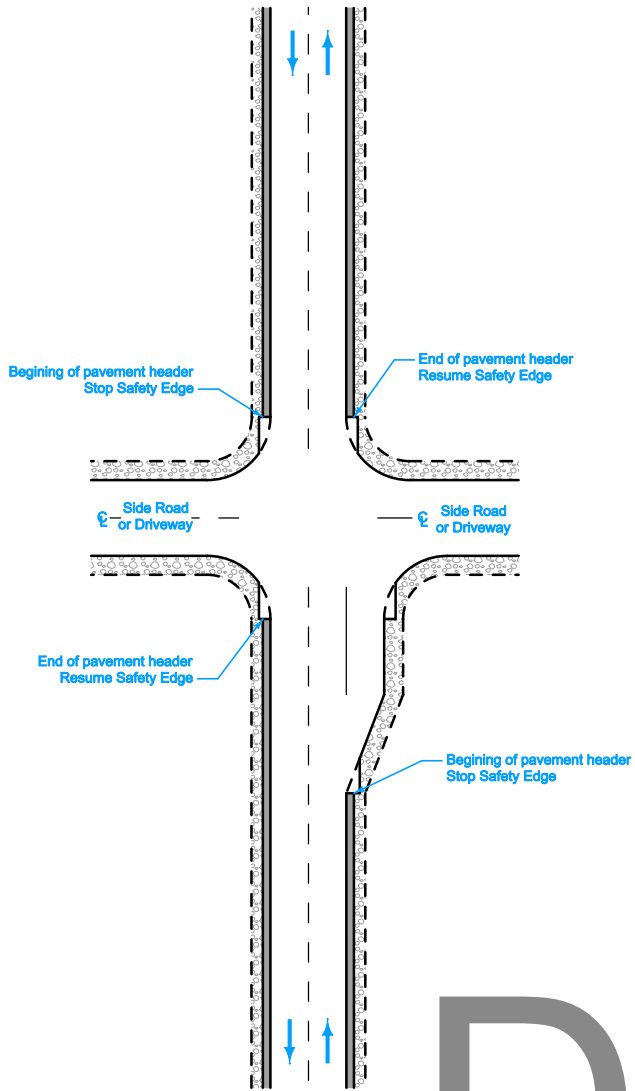 End of pavement header
Resume Safety Edge
Begining of pavement header
Stop Safety Edge
℄ Side Road
or Driveway
℄ Side Road
or Driveway
End of pavement header
Resume Safety Edge
Begining of pavement header
Stop Safety Edge
D